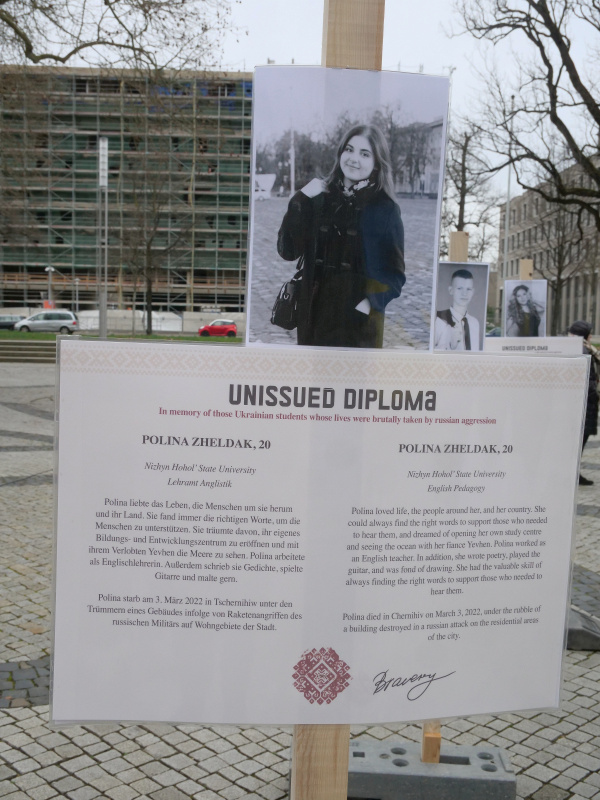 UNISSUED DIPLOMA
In memory of those Ukrainian students whose lives were brutally taken by russian aggression
POLINA ZHELDAK, 20
Nizhyn Hohol' State University
Lehramt Anglistik
Polina liebte das Leben, die Menschen um sie herum
und ihr Land. Sie fand immer die richtigen Worte, um die
Menschen zu unterstützen. Sie träumte davon, ihr eigenes
Bildungs- und Entwicklungszentrum zu eröffnen und mit
ihrem Verlobten Yevhen die Meere zu sehen. Polina arbeitete
als Englischlehrerin. Außerdem schrieb sie Gedichte, spielte
Gitarre und malte gern.
Polina starb am 3. März 2022 in Tschernihiw unter den
Trümmern eines Gebäudes infolge von Raketenangriffen des
russischen Militärs auf Wohngebiete der Stadt.
POLINA ZHELDAK, 20
Nizhyn Hohol' State University
English Pedagogy
Polina loved life, the people around her, and her country. She
could always find the right words to support those who needed
to hear them, and dreamed of opening her own study centre
and seeing the ocean with her fiance Yevhen. Polina worked as
an English teacher. In addition, she wrote poetry, played the
guitar, and was fond of drawing. She had the valuable skill of
always finding the right words to support those who needed to
hear them.
Polina died in Chernihiv on March 3, 2022, under the rubble of
a building destroyed in a russian attack on the residential areas
of the city.
Bravery
UNISSUED DIPLOMA